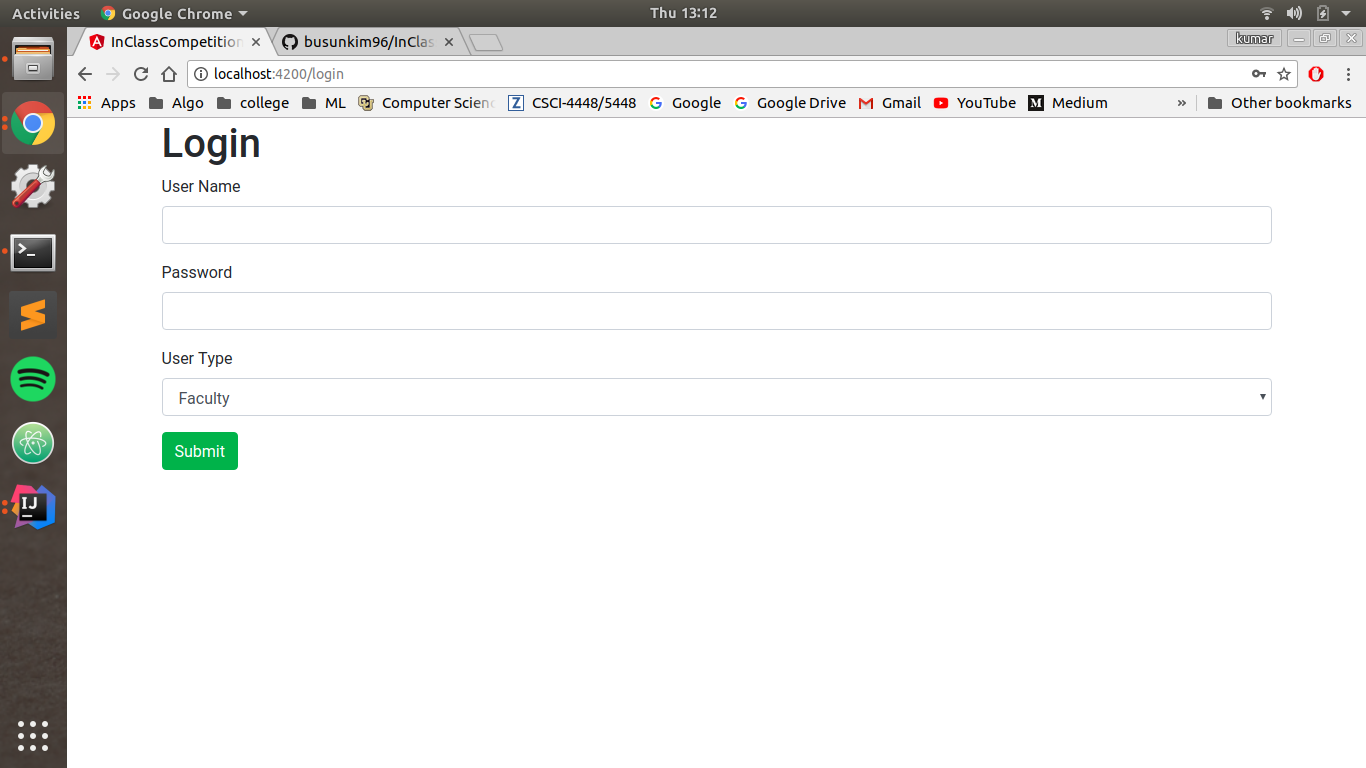 Activities Google Chrome Thu 13:12
InClassCompetition busunkim96/InClas kumar
localhost:4200/login
Apps Algo college ML Computer Scienc CSCI-4448/5448 Google Google Drive Gmail YouTube Medium » Other bookmarks
Login
User Name
Password
User Type
Faculty
Submit